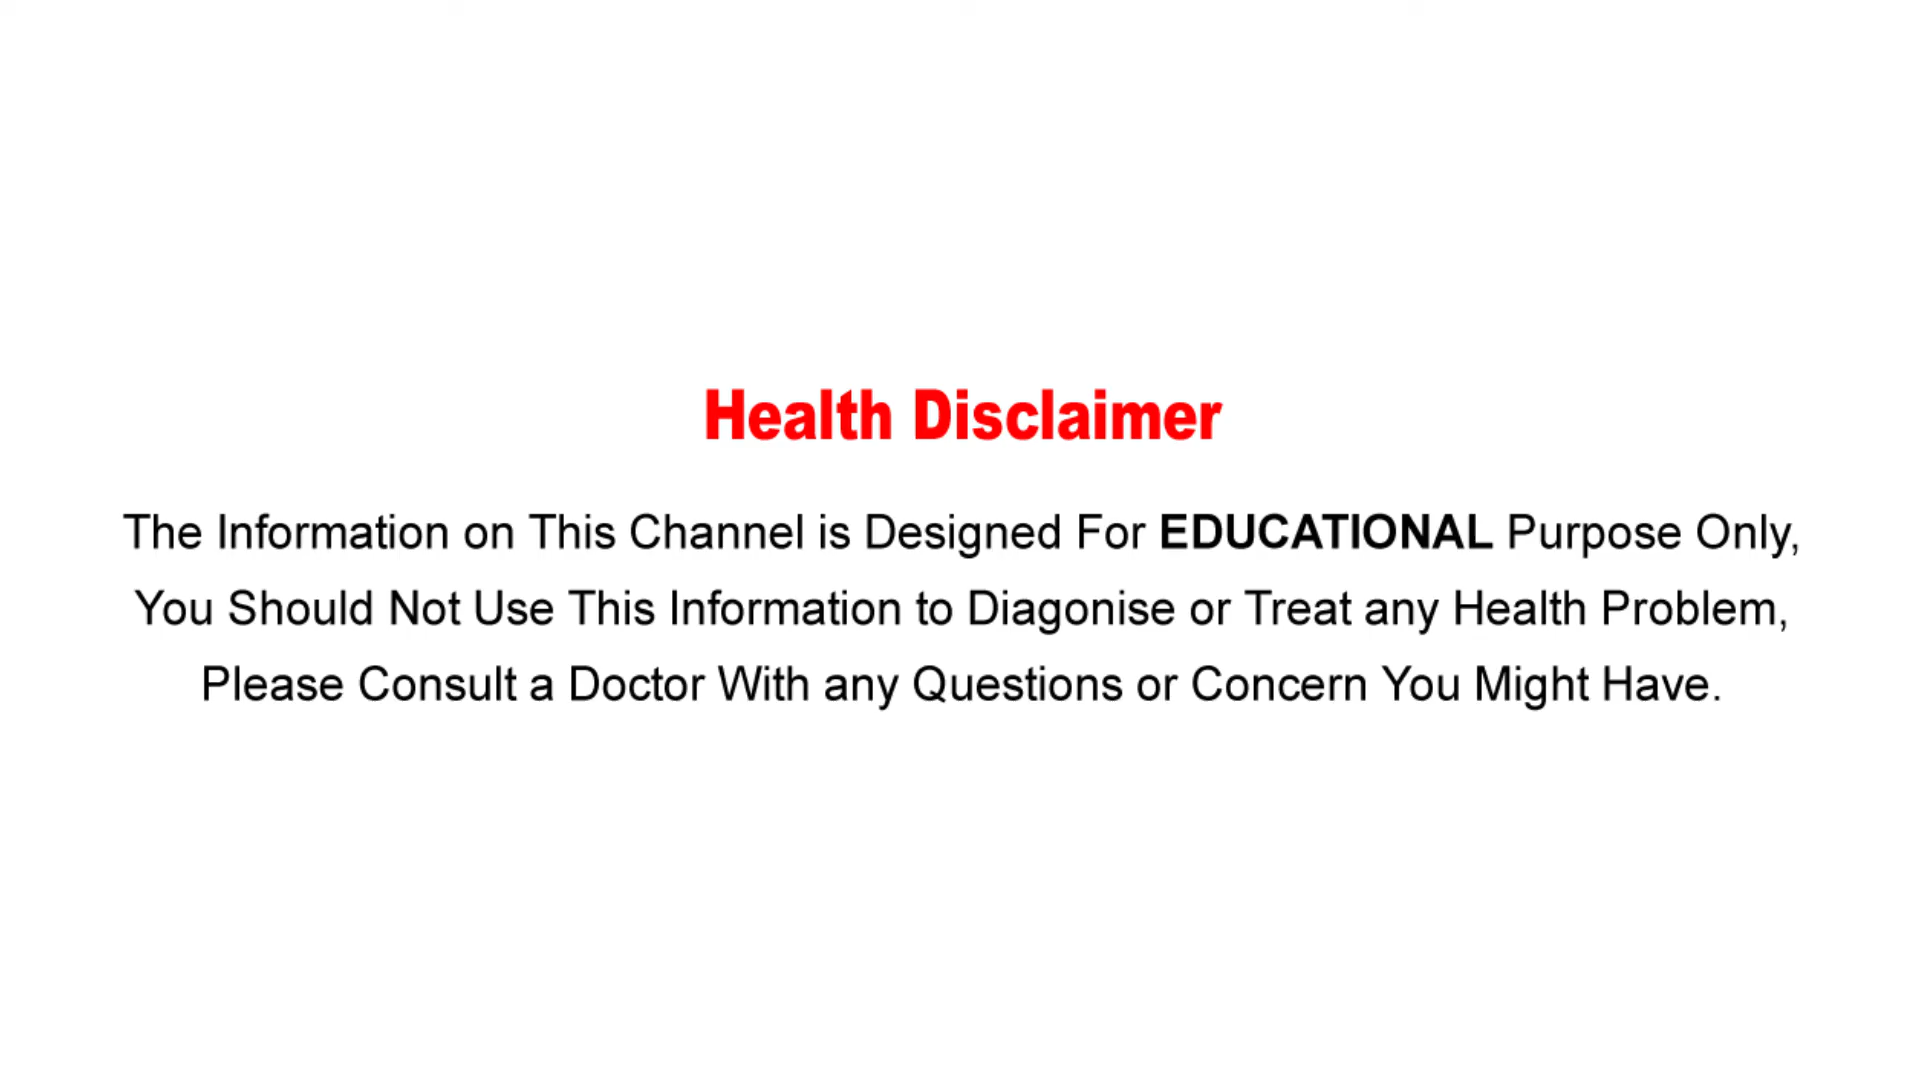 Health Disclaimer
The Information on This Channel is Designed For EDUCATIONAL Purpose Only,
You Should Not Use This Information to Diagonise or Treat any Health Problem,
Please Consult a Doctor With any Questions or Concern You Might Have.